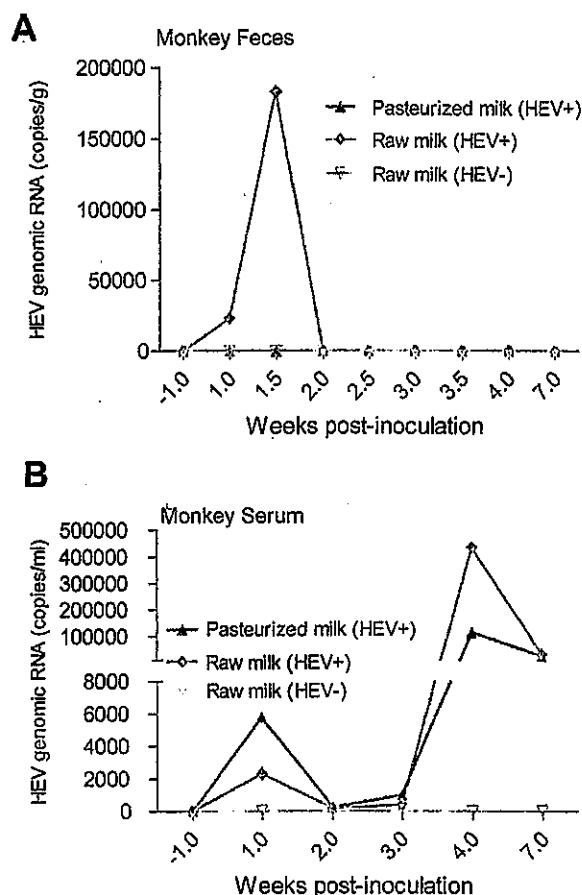 A
Monkey Feces
200000
150000
100000
50000
0
HEV genomic RNA (copies/g)
Pasteurized milk (HEV+)
Raw milk (HEV+)
Raw milk (HEV-)
-1.0 1.0 1.5 2.0 2.5 3.0 3.5 4.0 7.0
Weeks post-inoculation
B
Monkey Serum
500000
400000
300000
200000
100000
8000
6000
4000
2000
0
HEV genomic RNA (copies/ml)
Pasteurized milk (HEV+)
Raw milk (HEV+)
Raw milk (HEV-)
-1.0 1.0 2.0 3.0 4.0 7.0
Weeks post-inoculation